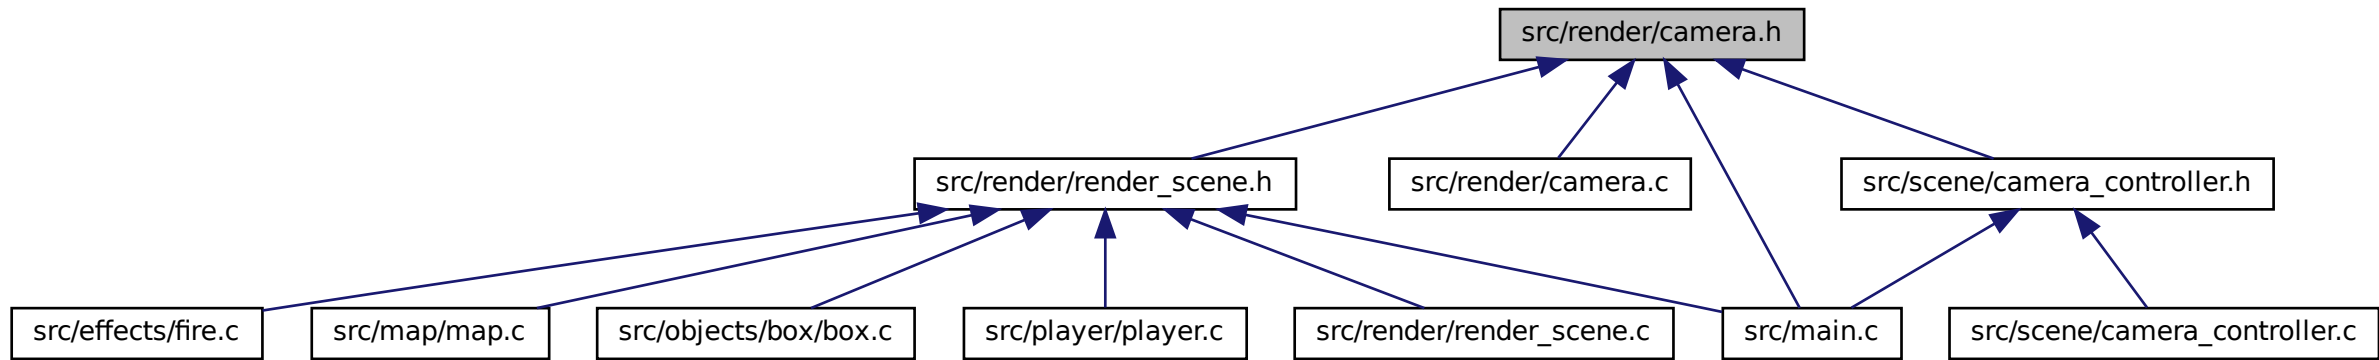 src/render/camera.h
src/render/render_scene.h
src/render/camera.c
src/scene/camera_controller.h
src/effects/fire.c
src/map/map.c
src/objects/box/box.c
src/player/player.c
src/render/render_scene.c
src/main.c
src/scene/camera_controller.c